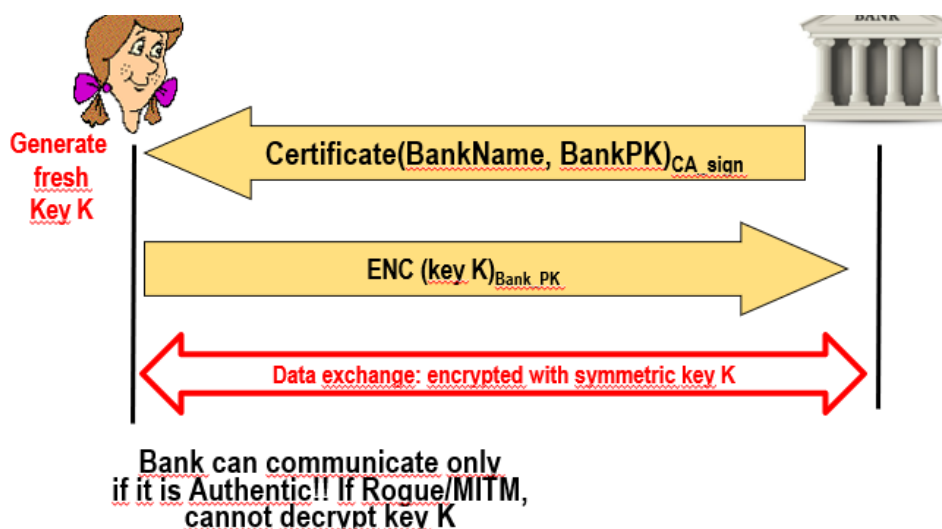 BANK
Generate
fresh
Key K
Certificate(BankName, BankPK)CA_sign
ENC (key K)Bank_PK
Data exchange: encrypted with symmetric key K
Bank can communicate only
if it is Authentic!! If Rogue/MITM,
cannot decrypt key K